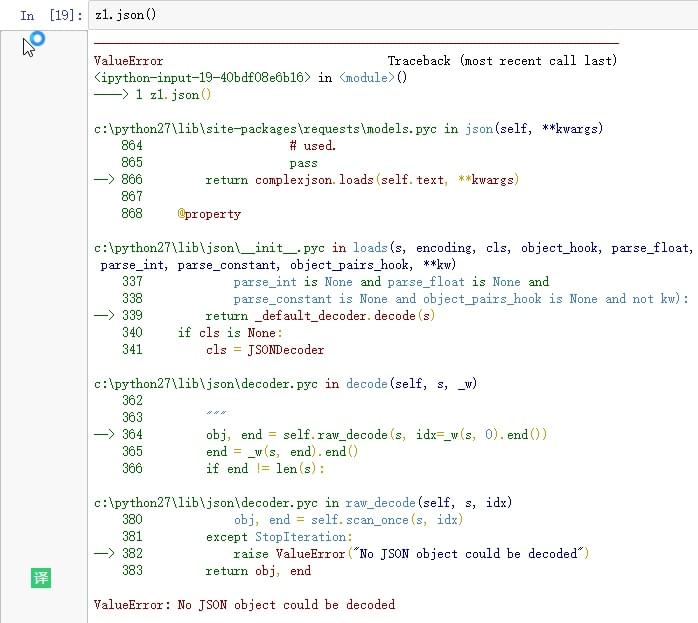 In [19]: z1.json()
ValueError Traceback (most recent call last)
<ipython-input-19-40bdf08e6b16> in <module>()
----> 1 z1.json()
c:\python27\lib\site-packages\requests\models.pyc in json(self, **kwargs)
864 # used.
865 pass
--> 866 return complexjson.loads(self.text, **kwargs)
867
868 @property
c:\python27\lib\json\__init__.pyc in loads(s, encoding, cls, object_hook, parse_float,
parse_int, parse_constant, object_pairs_hook, **kw)
337 parse_int is None and parse_float is None and
338 parse_constant is None and object_pairs_hook is None and not kw):
--> 339 return _default_decoder.decode(s)
340 if cls is None:
341 cls = JSONDecoder
c:\python27\lib\json\decoder.pyc in decode(self, s, _w)
362
363 """
--> 364 obj, end = self.raw_decode(s, idx=_w(s, 0).end())
365 end = _w(s, end).end()
366 if end != len(s):
c:\python27\lib\json\decoder.pyc in raw_decode(self, s, idx)
380 obj, end = self.scan_once(s, idx)
381 except StopIteration:
--> 382 raise ValueError("No JSON object could be decoded")
383 return obj, end
译
ValueError: No JSON object could be decoded